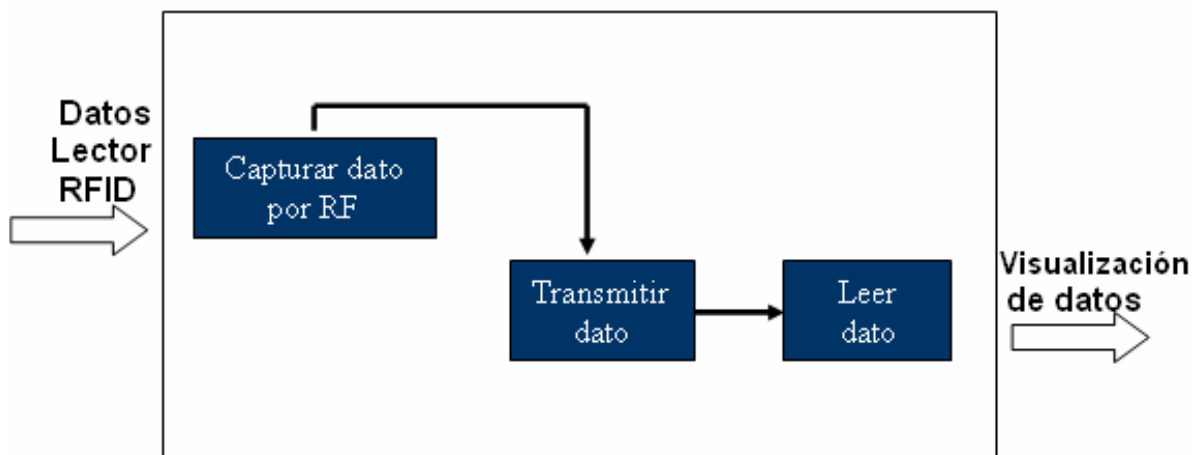 Datos
Lector
RFID
Capturar dato
por RF
Transmitir
dato
Leer
dato
Visualización
de datos